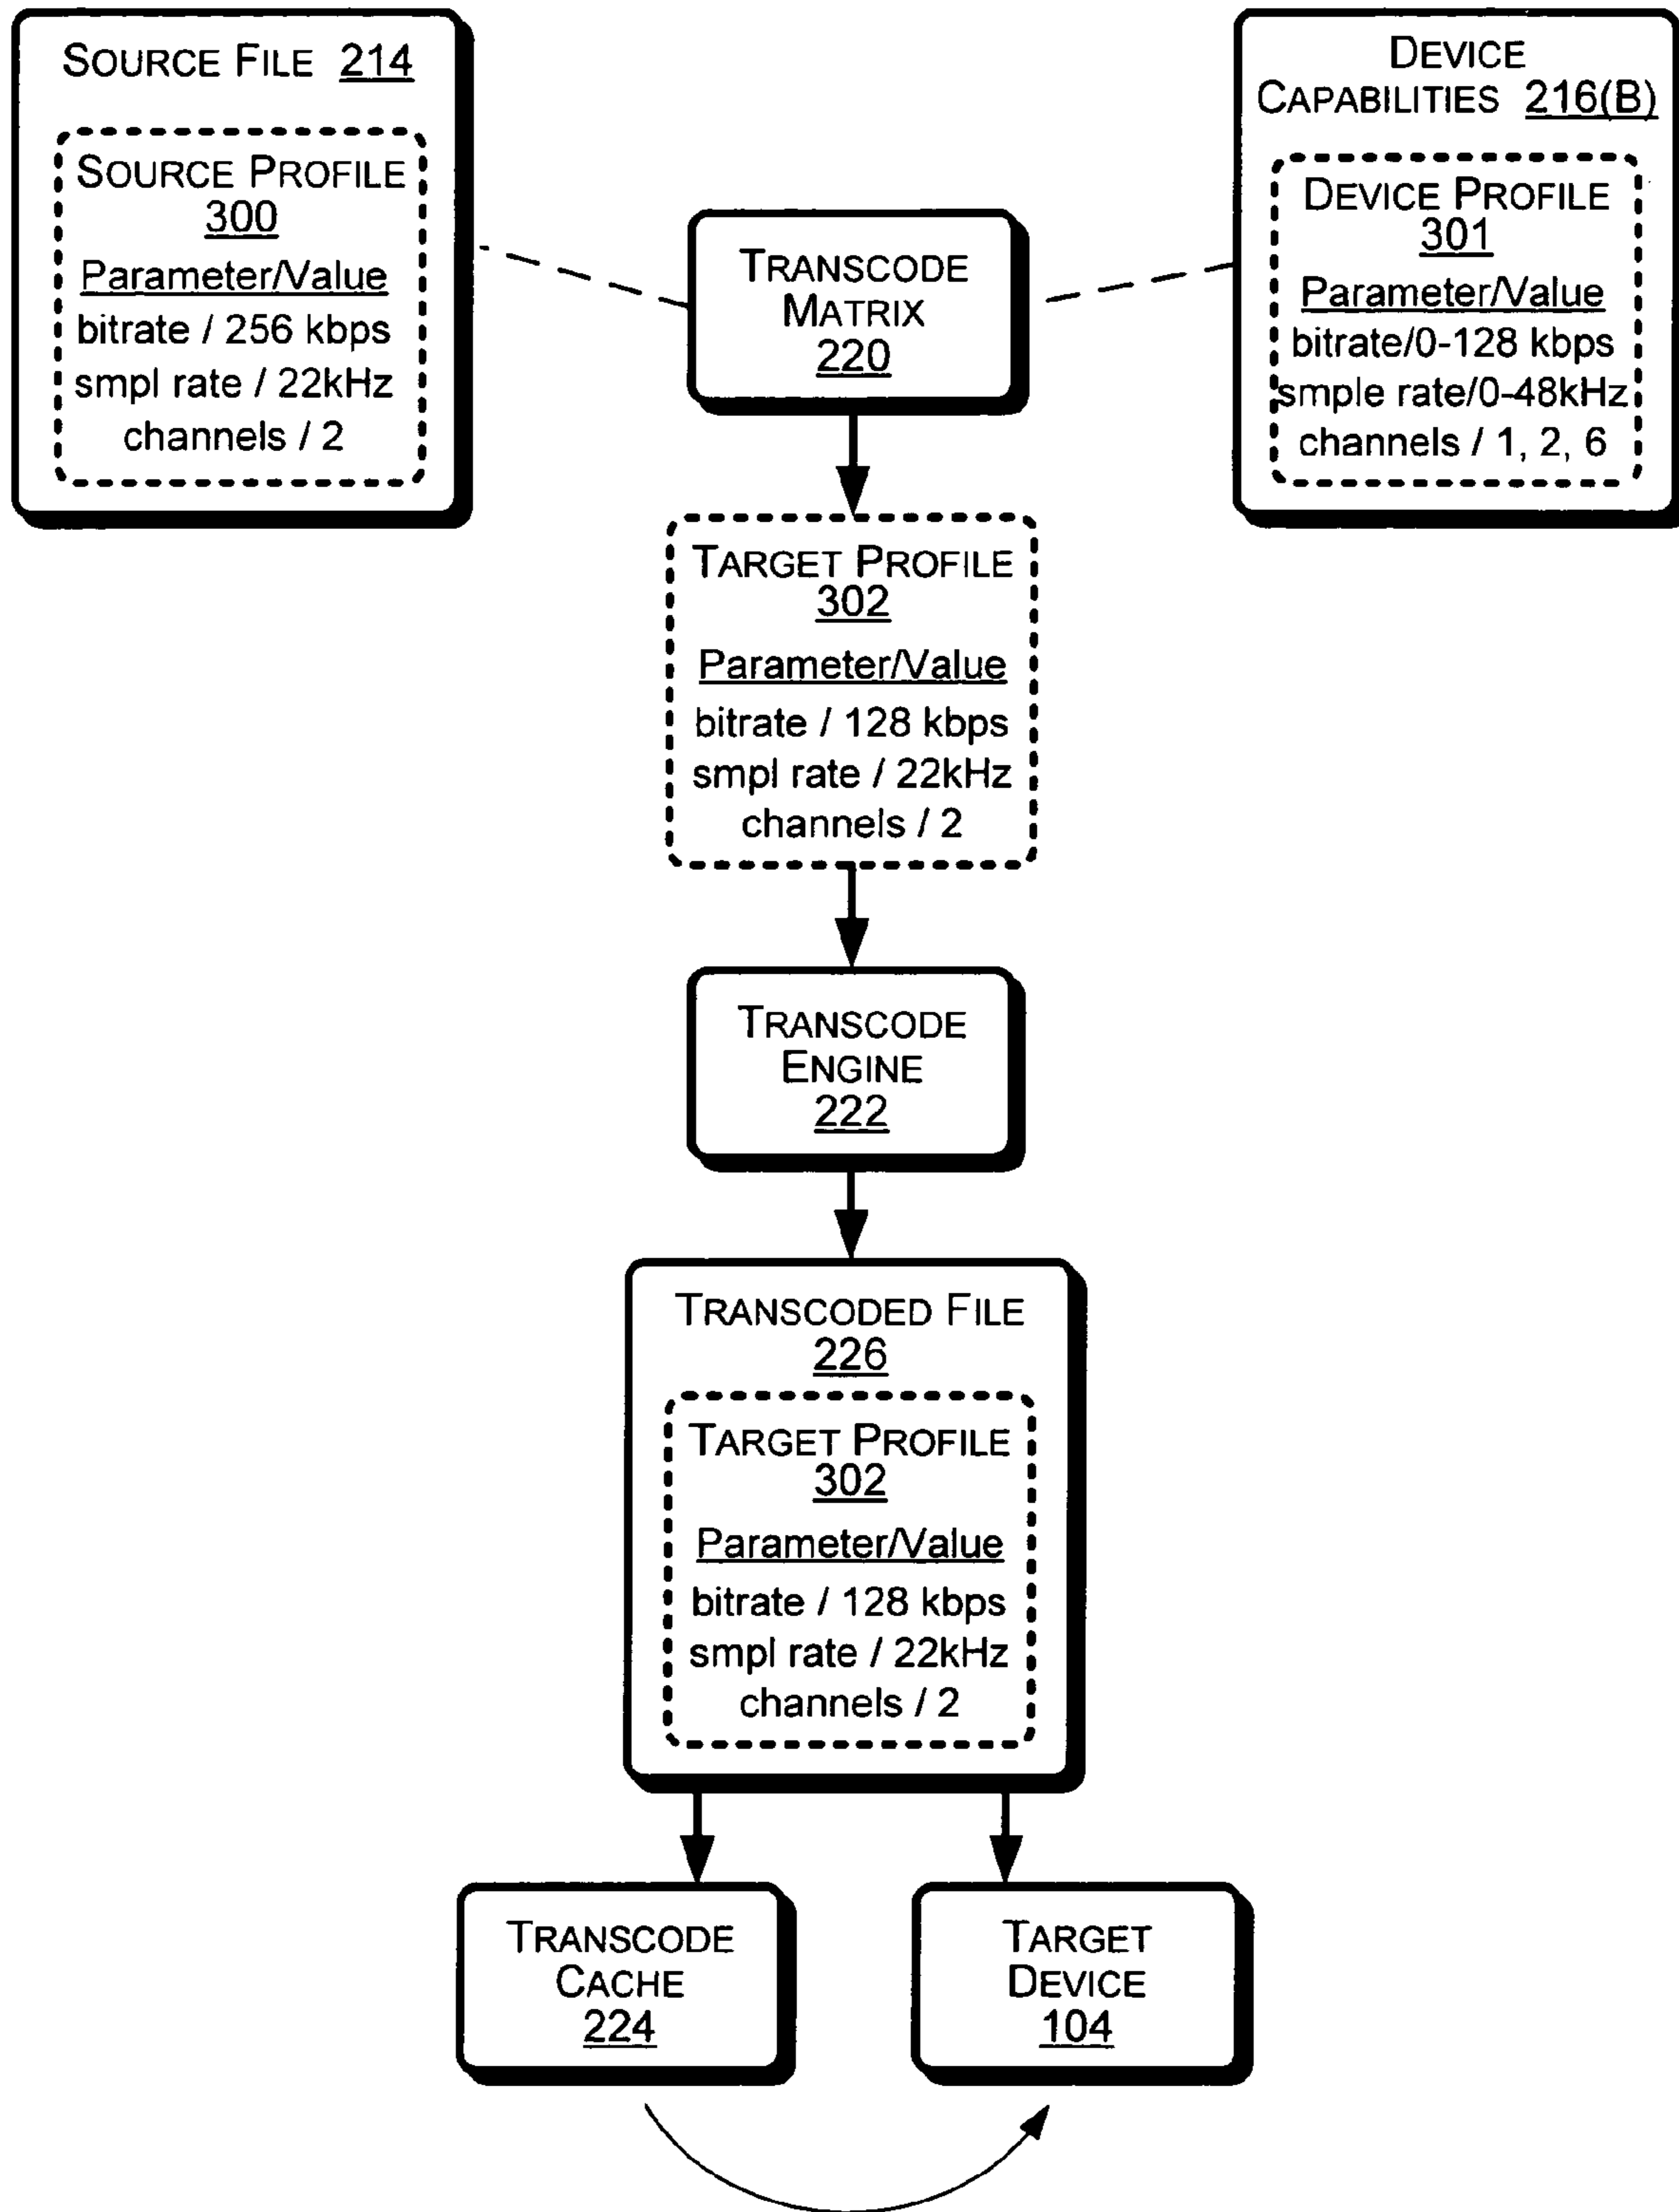 SOURCE FILE 214
SOURCE PROFILE
300
Parameter/Value
bitrate / 256 kbps
smpl rate / 22kHz
channels / 2
DEVICE
CAPABILITIES 216(B)
DEVICE PROFILE
301
Parameter/Value
bitrate/0-128 kbps
smple rate/0-48kHz
channels / 1, 2, 6
TRANSCODE
MATRIX
220
TARGET PROFILE
302
Parameter/Value
bitrate / 128 kbps
smpl rate / 22kHz
channels / 2
TRANSCODE
ENGINE
222
TRANSCODED FILE
226
TARGET PROFILE
302
Parameter/Value
bitrate / 128 kbps
smpl rate / 22kHz
channels / 2
TRANSCODE
CACHE
224
TARGET
DEVICE
104